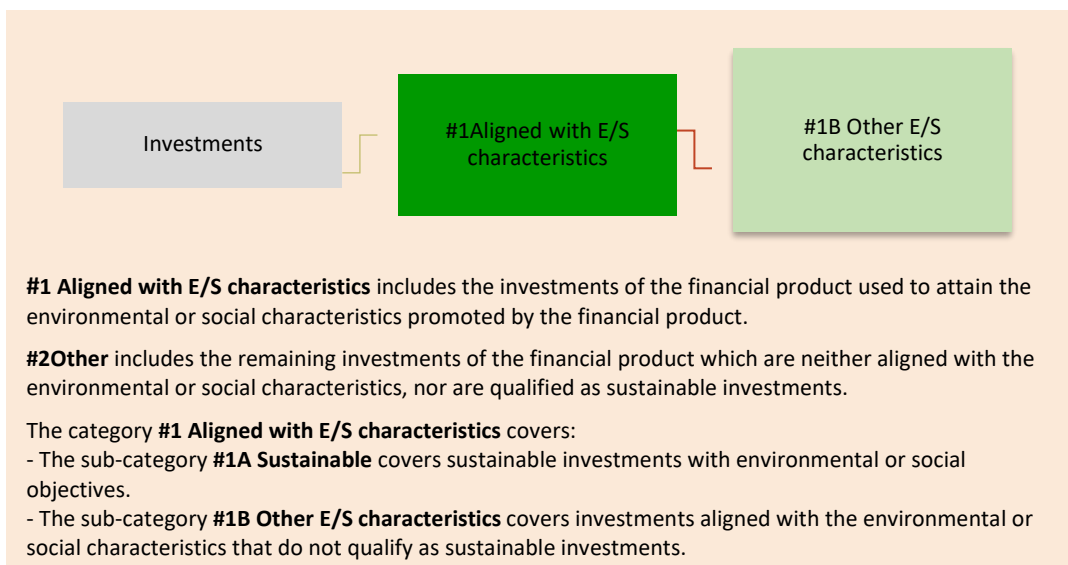 Investments
#1Aligned with E/S
characteristics
#1B Other E/S
characteristics
#1 Aligned with E/S characteristics includes the investments of the financial product used to attain the
environmental or social characteristics promoted by the financial product.
#2Other includes the remaining investments of the financial product which are neither aligned with the
environmental or social characteristics, nor are qualified as sustainable investments.
The category #1 Aligned with E/S characteristics covers:
- The sub-category #1A Sustainable covers sustainable investments with environmental or social
objectives.
- The sub-category #1B Other E/S characteristics covers investments aligned with the environmental or
social characteristics that do not qualify as sustainable investments.